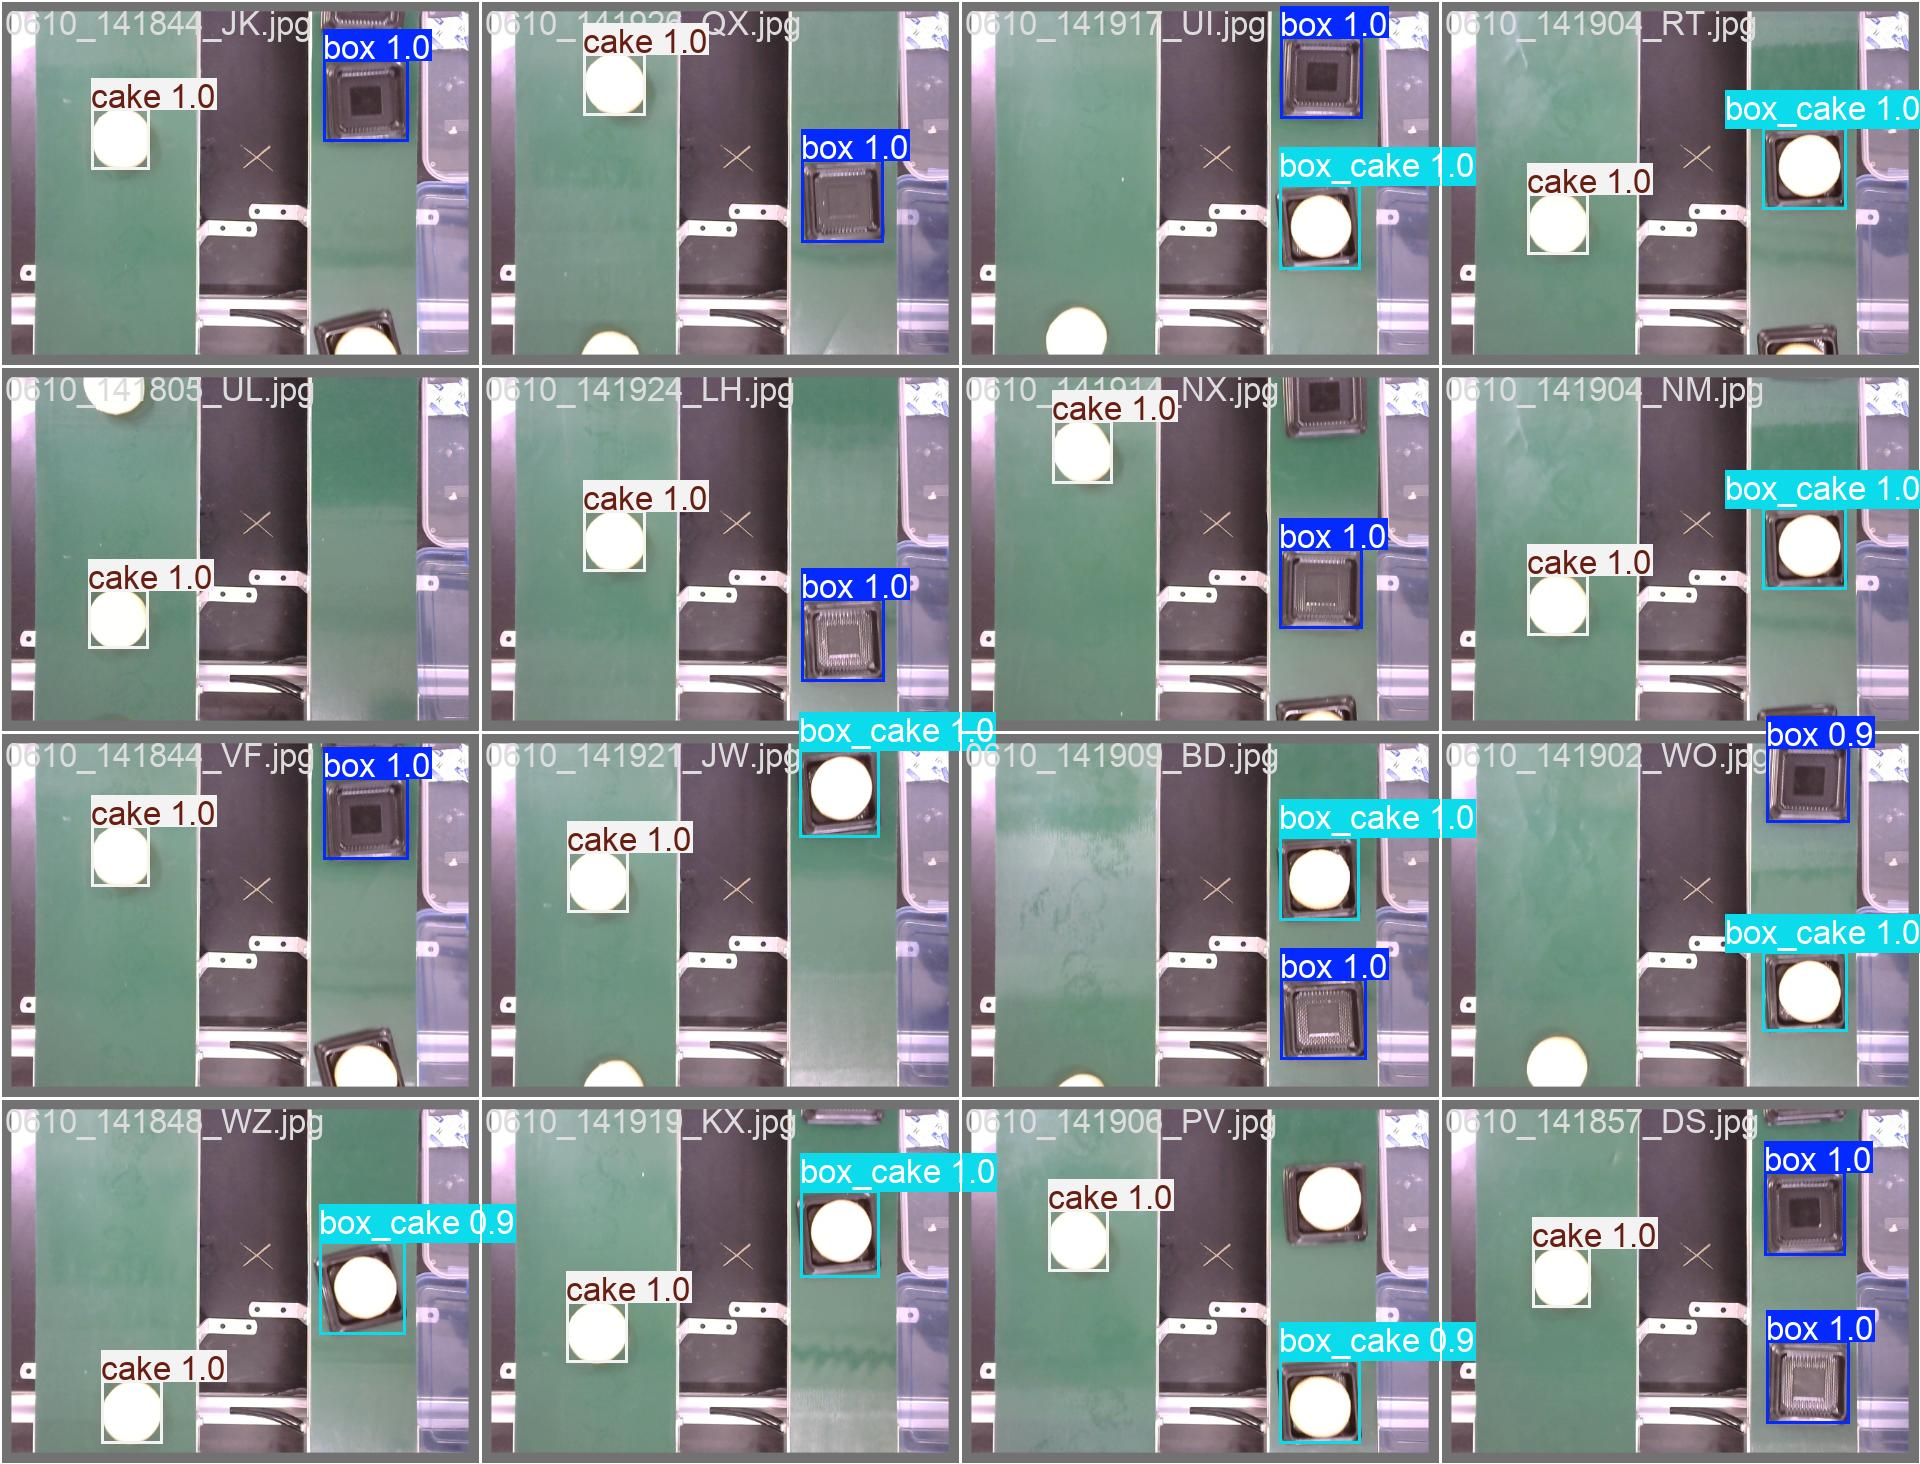 0610_141844_JK.jpg
box 1.0
cake 1.0
0610_141926_QX.jpg
cake 1.0
box 1.0
0610_141917_UI.jpg
box 1.0
box_cake 1.0
0610_141904_RT.jpg
box_cake 1.0
cake 1.0
0610_141805_UL.jpg
cake 1.0
0610_141924_LH.jpg
cake 1.0
box 1.0
0610_141914_NX.jpg
cake 1.0
box 1.0
0610_141904_NM.jpg
box_cake 1.0
cake 1.0
0610_141844_VF.jpg
box 1.0
cake 1.0
0610_141921_JW.jpg
box_cake 1.0
cake 1.0
0610_141909_BD.jpg
box_cake 1.0
box 1.0
0610_141902_WO.jpg
box 0.9
box_cake 1.0
0610_141848_WZ.jpg
box_cake 0.9
cake 1.0
0610_141919_KX.jpg
box_cake 1.0
cake 1.0
0610_141906_PV.jpg
cake 1.0
box_cake 0.9
0610_141857_DS.jpg
box 1.0
cake 1.0
box 1.0